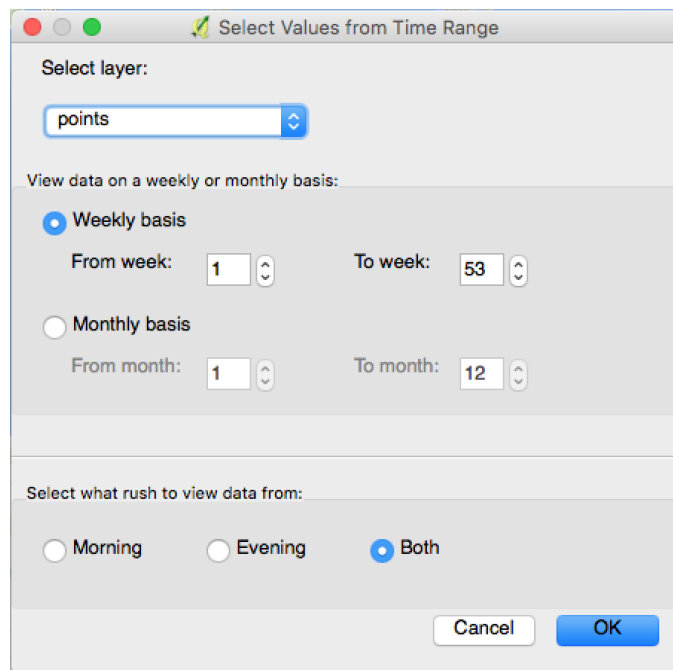 Select Values from Time Range
Select layer:
points
View data on a weekly or monthly basis:
Weekly basis
From week: 1 To week: 53
Monthly basis
From month: 1 To month: 12
Select what rush to view data from:
Morning Evening Both
Cancel OK